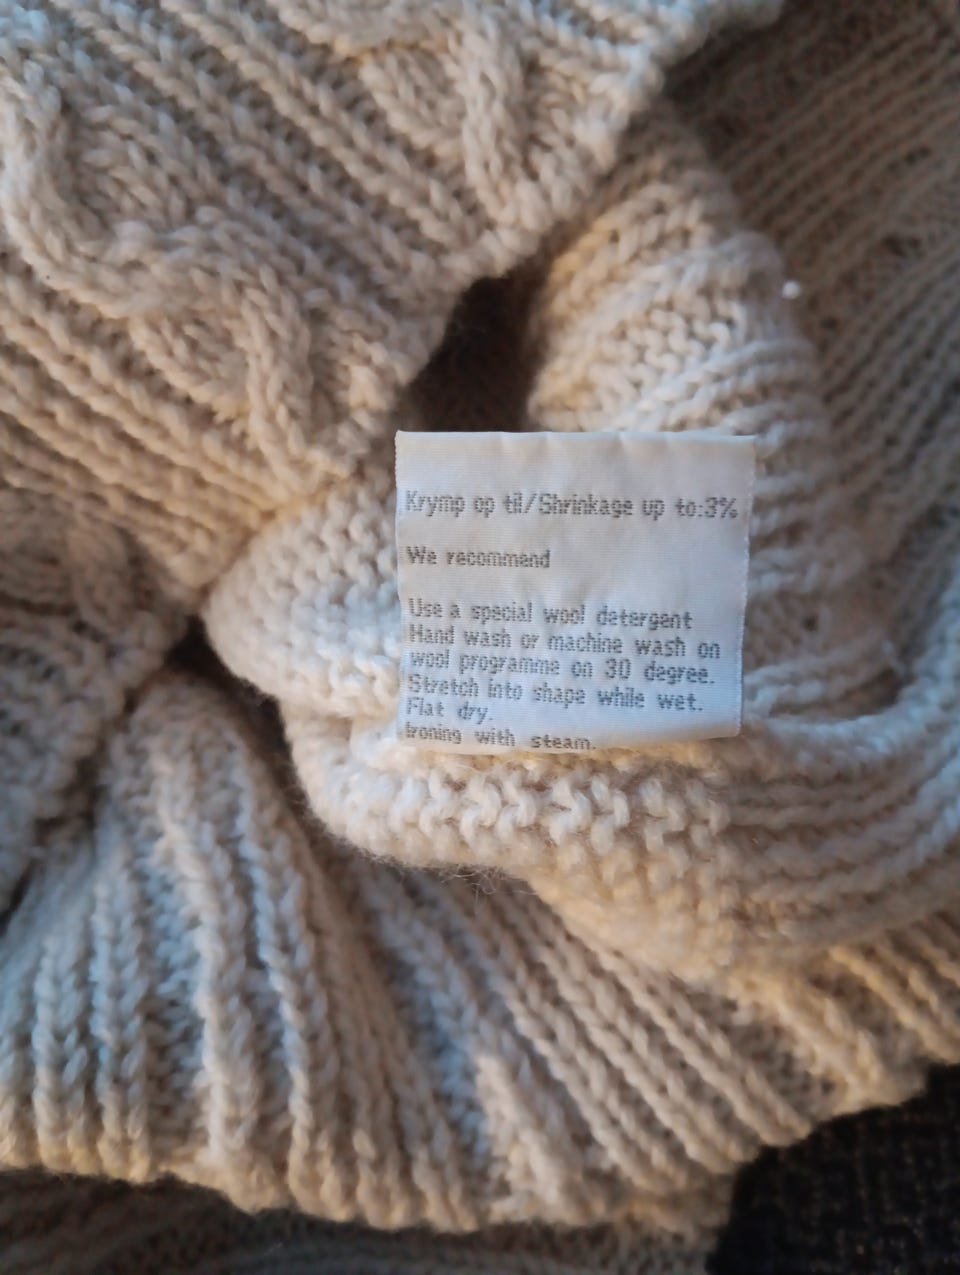 Krymp op til/Shrinkage up to:3%
We recommend
Use a special wool detergent
Hand wash or machine wash on
wool programme on 30 degree.
Stretch into shape while wet.
Flat dry.
Ironing with steam.